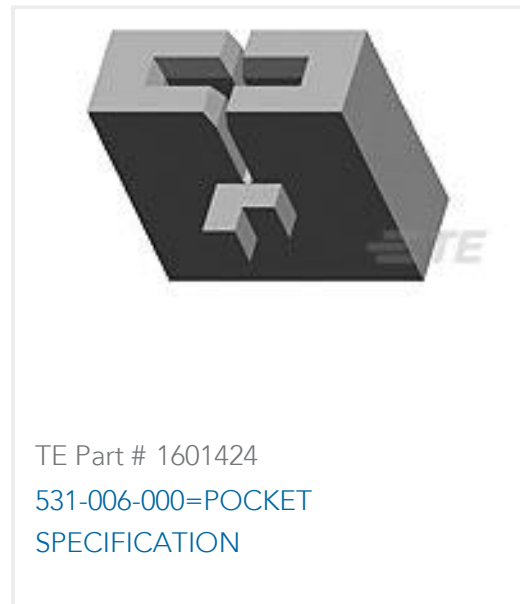 TE
TE Part # 1601424
531-006-000=POCKET
SPECIFICATION